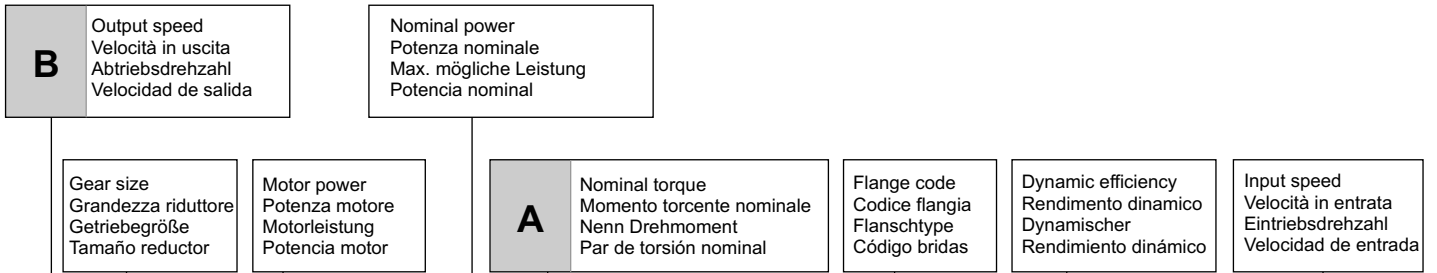 B
Output speed
Velocità in uscita
Abtriebsdrehzahl
Velocidad de salida
Nominal power
Potenza nominale
Max. mögliche Leistung
Potencia nominal
Gear size
Grandezza riduttore
Getriebegröße
Tamaño reductor
Motor power
Potenza motore
Motorleistung
Potencia motor
A
Nominal torque
Momento torcente nominale
Nenn Drehmoment
Par de torsión nominal
Flange code
Codice flangia
Flanschtype
Código bridas
Dynamic efficiency
Rendimento dinamico
Dynamischer
Rendimiento dinámico
Input speed
Velocità in entrata
Eintriebsdrehzahl
Velocidad de entrada